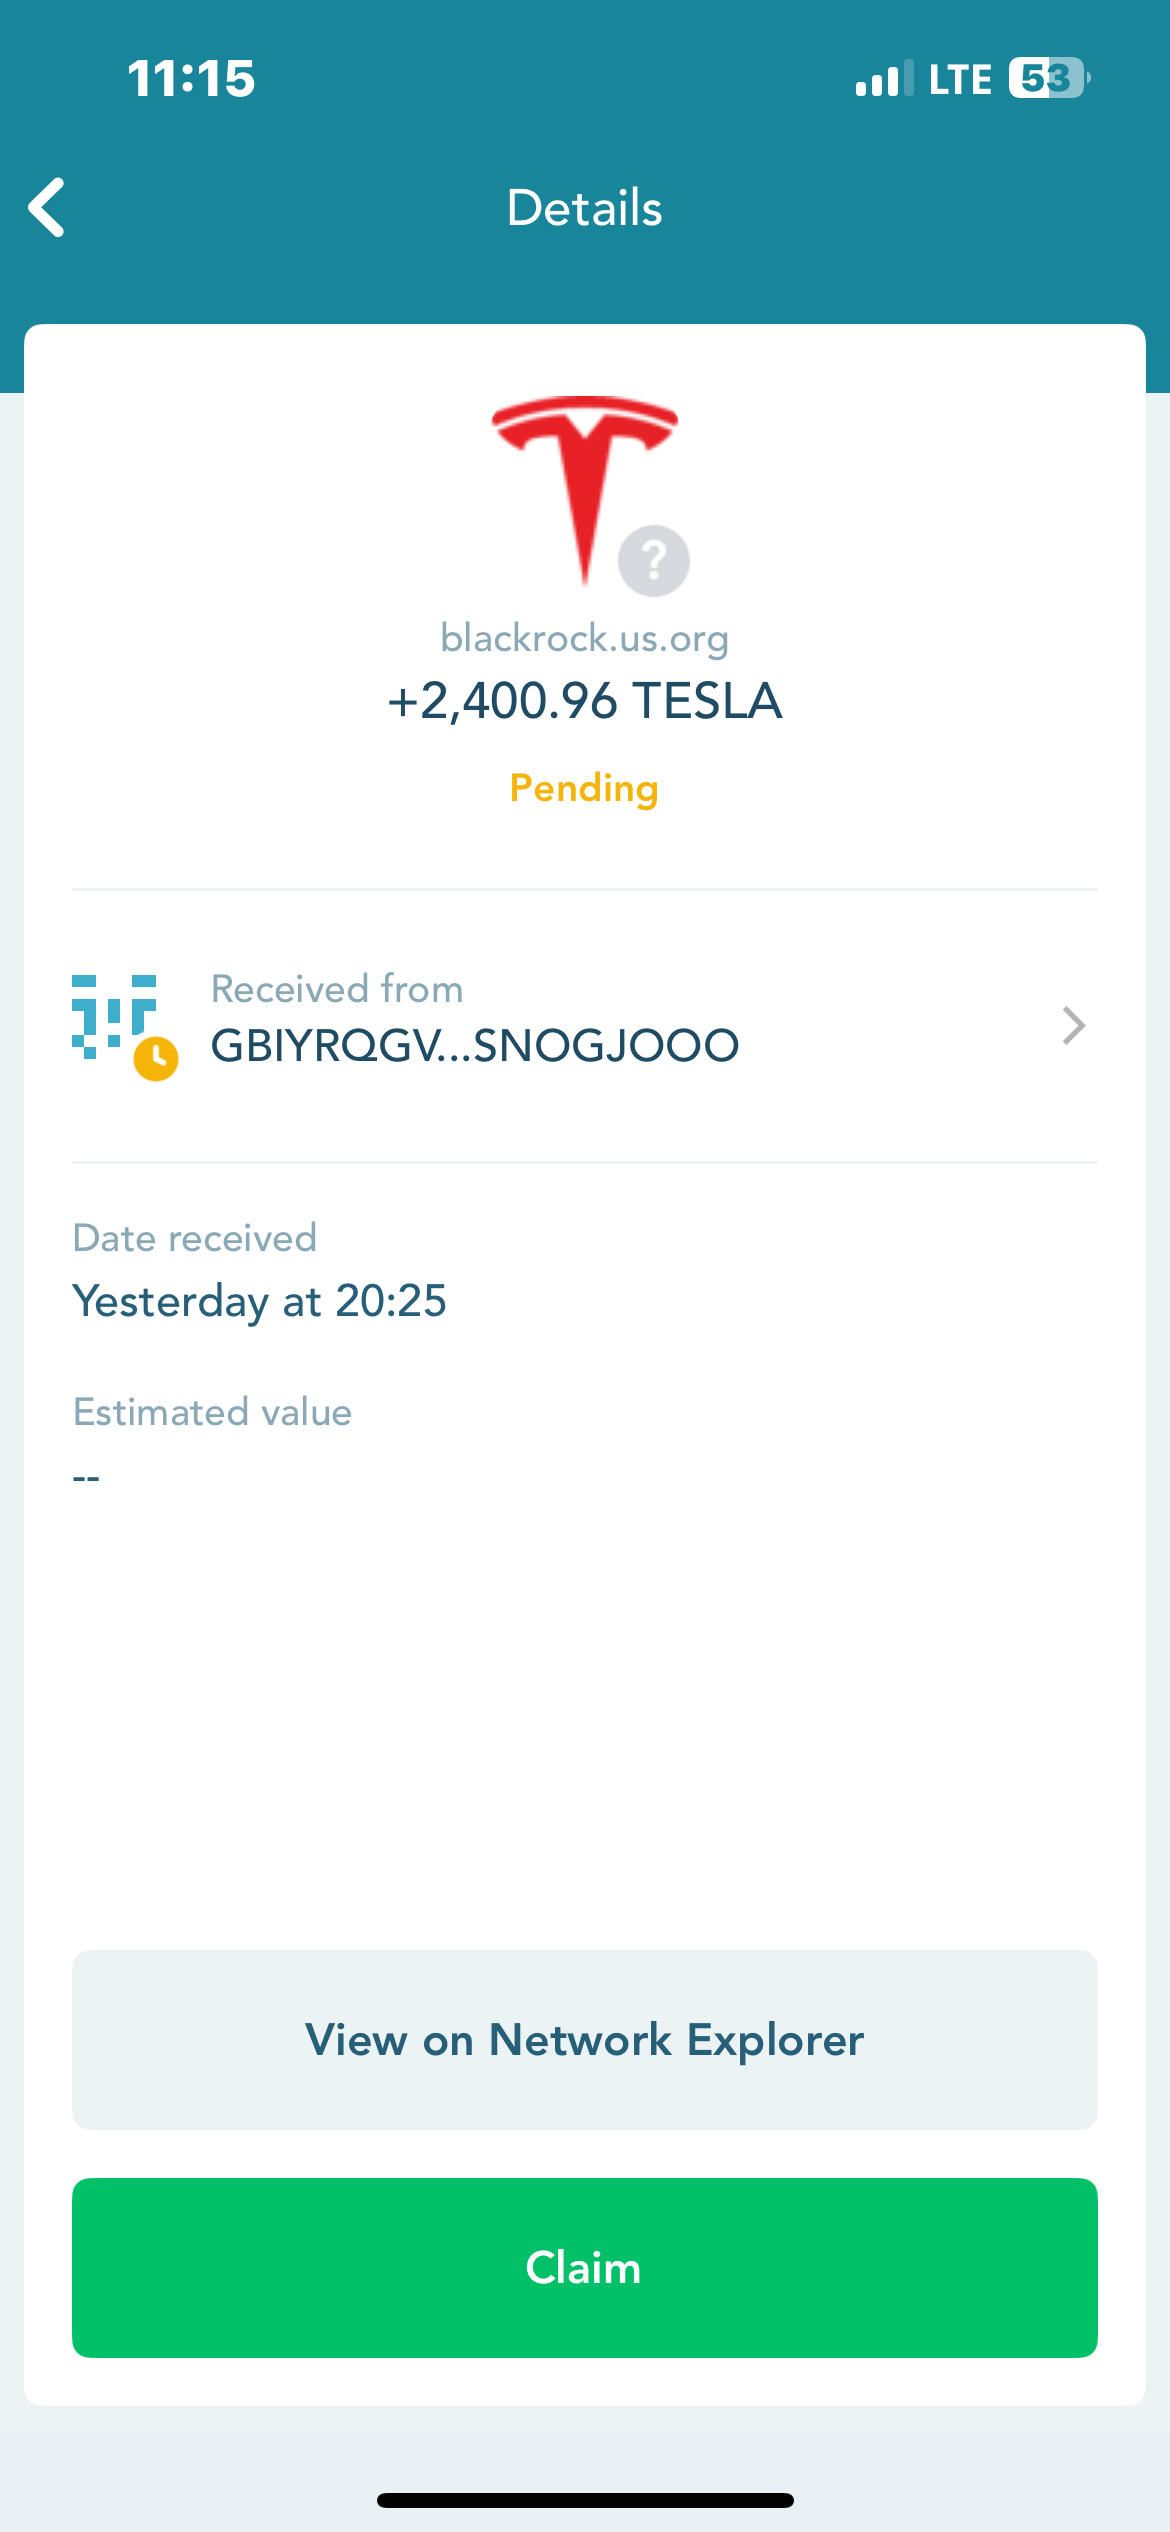 11:15
LTE 53
Details
?
blackrock.us.org
+2,400.96 TESLA
Pending
Received from
GBIYRQGV...SNOGJOOO
Date received
Yesterday at 20:25
Estimated value
--
View on Network Explorer
Claim